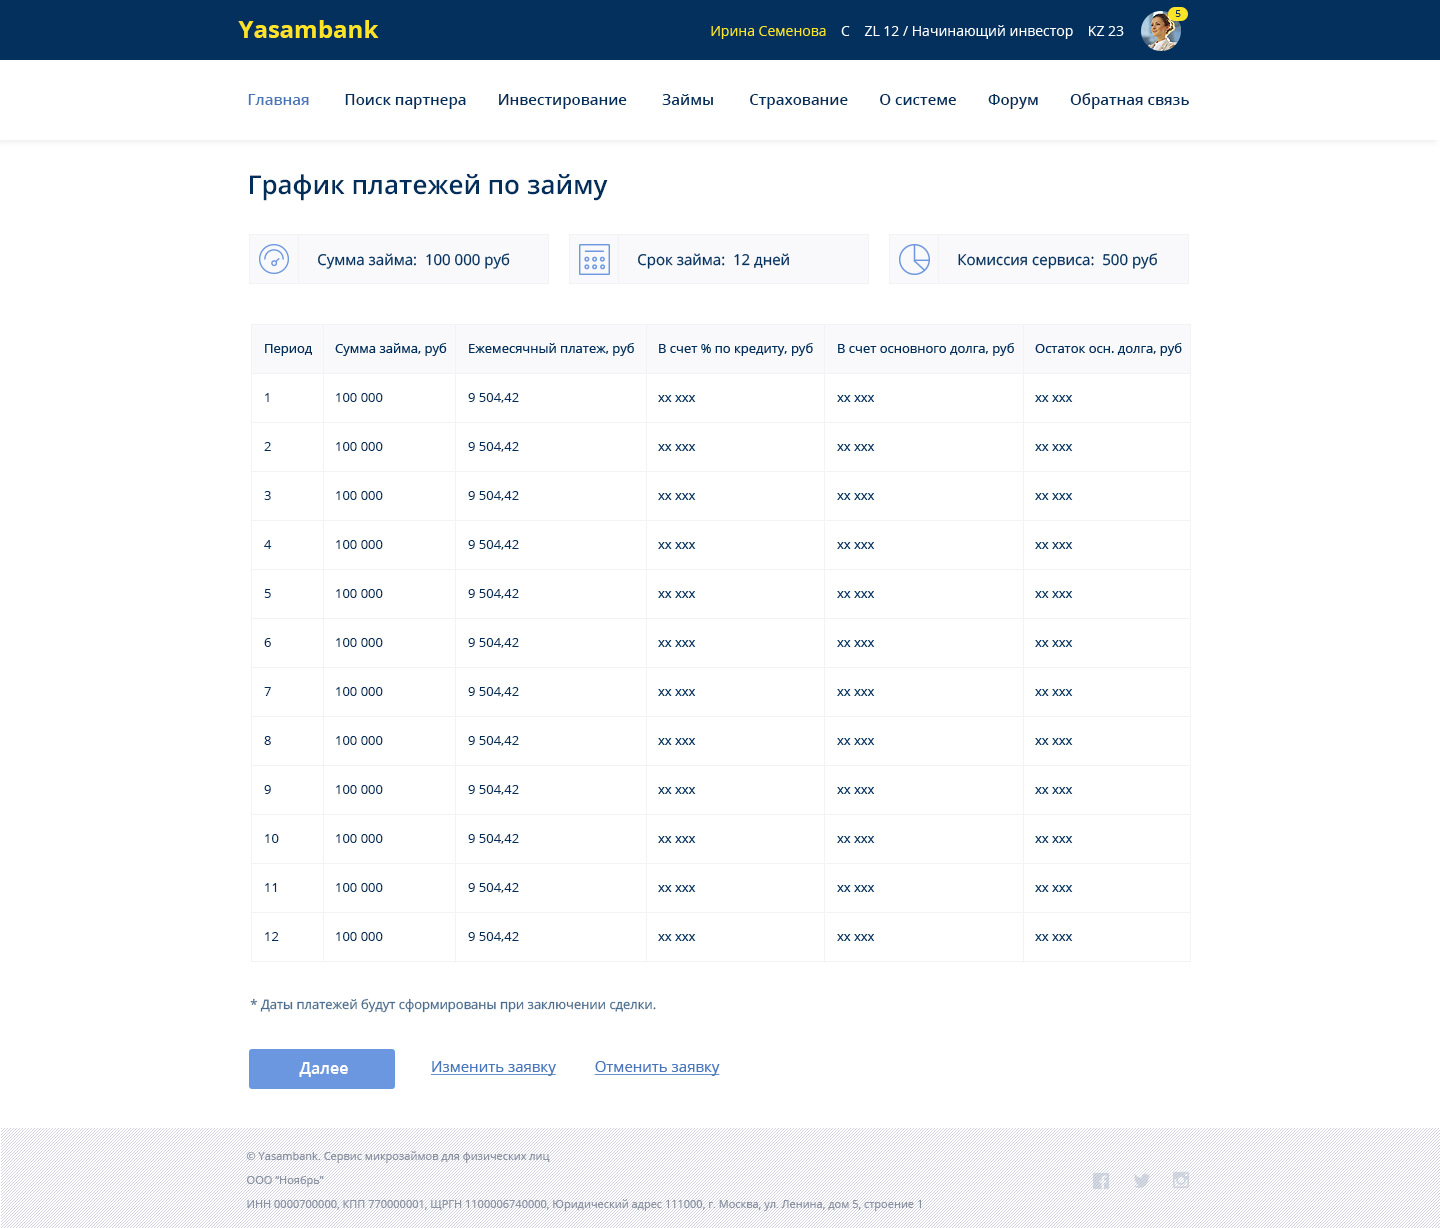 Yasambank
Ирина Семенова C ZL 12 / Начинающий инвестор KZ 23 5
Главная Поиск партнера Инвестирование Займы Страхование О системе Форум Обратная связь
График платежей по займу
Сумма займа: 100 000 руб Срок займа: 12 дней Комиссия сервиса: 500 руб
Период Сумма займа, руб Ежемесячный платеж, руб В счет % по кредиту, руб В счет основного долга, руб Остаток осн. долга, руб
1 100 000 9 504,42 xx xxx xx xxx xx xxx
2 100 000 9 504,42 xx xxx xx xxx xx xxx
3 100 000 9 504,42 xx xxx xx xxx xx xxx
4 100 000 9 504,42 xx xxx xx xxx xx xxx
5 100 000 9 504,42 xx xxx xx xxx xx xxx
6 100 000 9 504,42 xx xxx xx xxx xx xxx
7 100 000 9 504,42 xx xxx xx xxx xx xxx
8 100 000 9 504,42 xx xxx xx xxx xx xxx
9 100 000 9 504,42 xx xxx xx xxx xx xxx
10 100 000 9 504,42 xx xxx xx xxx xx xxx
11 100 000 9 504,42 xx xxx xx xxx xx xxx
12 100 000 9 504,42 xx xxx xx xxx xx xxx
* Даты платежей будут сформированы при заключении сделки.
Далее Изменить заявку Отменить заявку
© Yasambank. Сервис микрозаймов для физических лиц
ООО “Ноябрь”
ИНН 0000700000, КПП 770000001, ЩРГН 1100006740000, Юридический адрес 111000, г. Москва, ул. Ленина, дом 5, строение 1